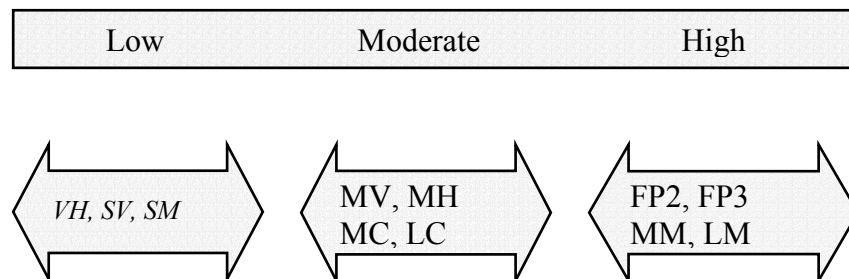 Low Moderate High
VH, SV, SM
MV, MH
MC, LC
FP2, FP3
MM, LM